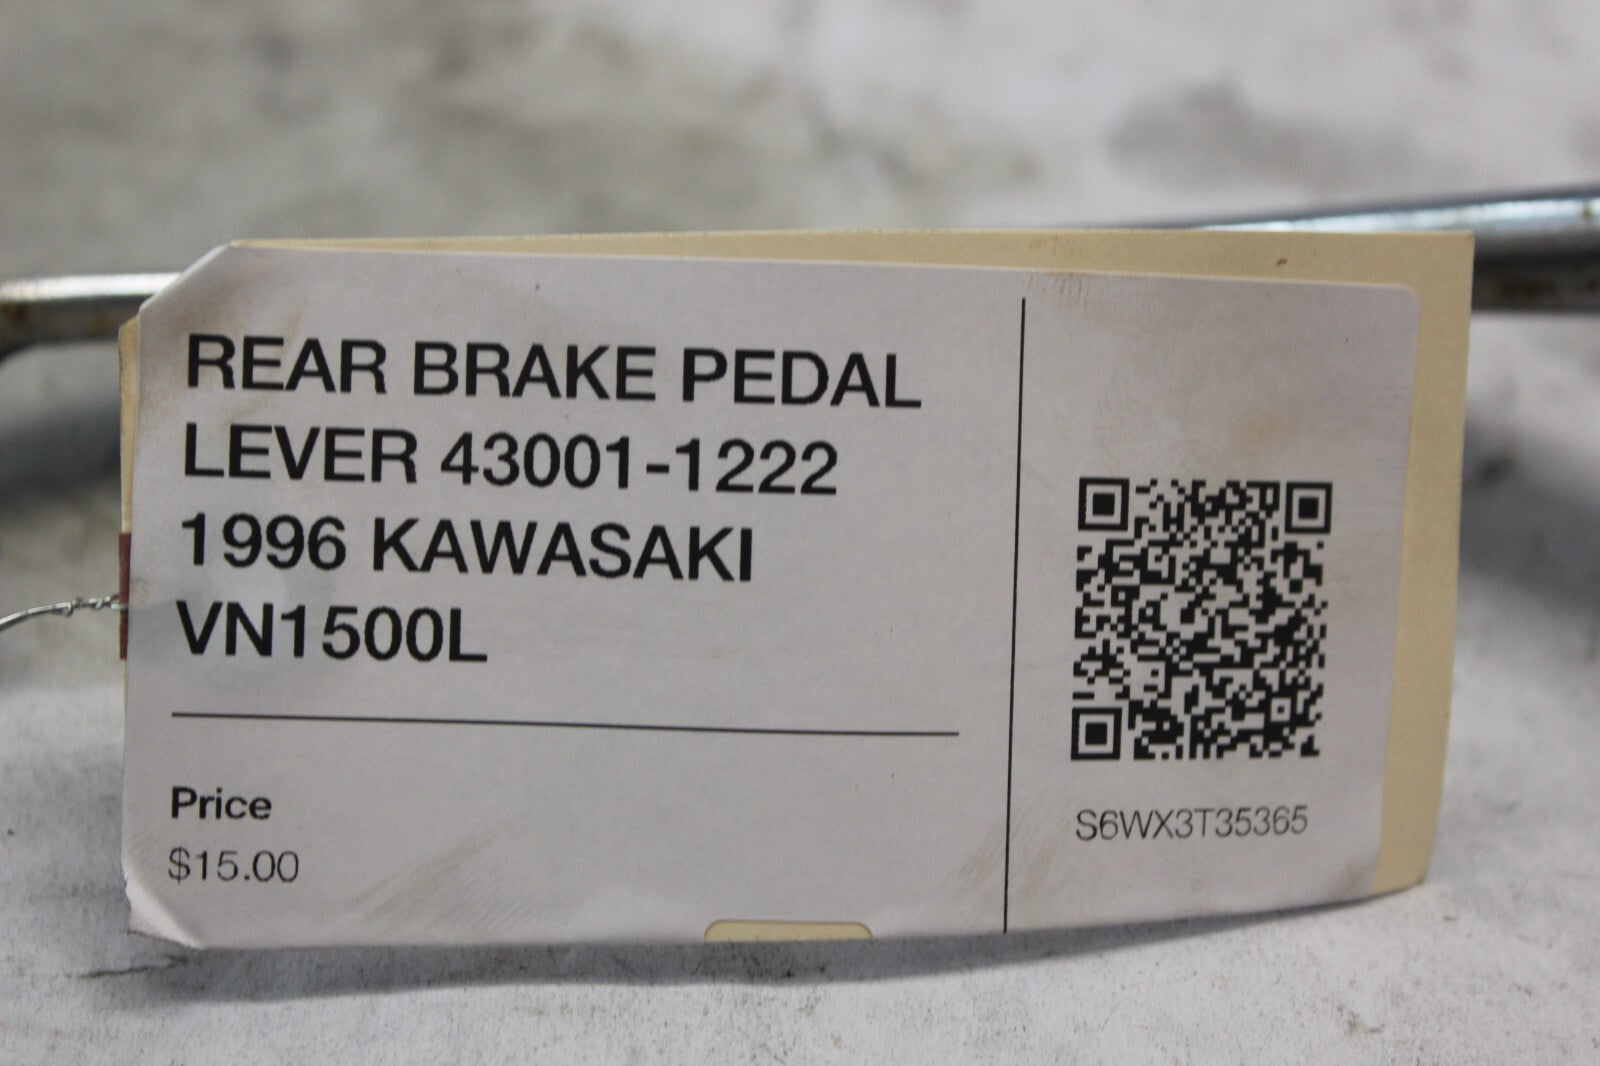 REAR BRAKE PEDAL
LEVER 43001-1222
1996 KAWASAKI
VN1500L
Price
$15.00
S6WX3T35365